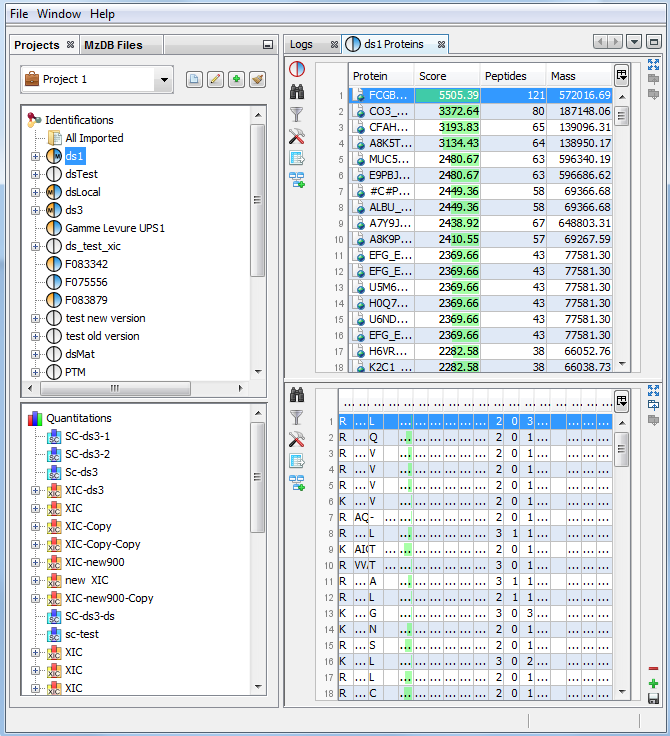 File Window Help
Projects MzDB Files
Project 1
Identifications
All Imported
ds1
dsTest
dsLocal
ds3
Gamme Levure UPS1
ds_test_xic
F083342
F075556
F083879
test new version
test old version
dsMat
PTM
Quantitations
SC-ds3-1
SC-ds3-2
Sc-ds3
XIC-ds3
XIC
XIC-Copy
XIC-Copy-Copy
XIC-new900
new XIC
XIC-new900-Copy
SC-ds3-ds
sc-test
XIC
XIC
XIC
Logs ds1 Proteins
Protein Score Peptides Mass
1 FCGB... 5505.39 121 572016.69
2 CO3_... 3372.64 80 187148.06
3 CFAH... 3193.83 65 139096.31
4 A8K5T... 3134.43 64 138950.17
5 MUC5... 2480.67 63 596340.19
6 E9PBJ... 2480.67 63 596686.62
7 #C#P... 2449.36 58 69366.68
8 ALBU_... 2449.36 58 69366.68
9 A7Y9J... 2438.92 67 648803.31
10 A8K9P... 2410.55 57 69267.59
11 EFG_E... 2369.66 43 77581.30
12 EFG_E... 2369.66 43 77581.30
13 U5M6... 2369.66 43 77581.30
14 H0Q7... 2369.66 43 77581.30
15 U6ND... 2369.66 43 77581.30
16 EFG_E... 2369.66 43 77581.30
17 H6VR... 2282.58 38 66052.76
18 K2C1_... 2282.58 38 66038.73
... ... ... ... ... ... ... ... ... ... ... ... ... ... ... ... ...
1 R ... L ... ... ... ... ... ... 2 0 3 ... ... ... ... ...
2 R ... Q ... ... ... ... ... ... 2 0 1 ... ... ... ... ...
3 R ... V ... ... ... ... ... ... 2 0 1 ... ... ... ... ...
4 R ... V ... ... ... ... ... ... 2 0 1 ... ... ... ... ...
5 R ... V ... ... ... ... ... ... 2 0 1 ... ... ... ... ...
6 K ... V ... ... ... ... ... ... 2 0 1 ... ... ... ... ...
7 R AQ- ... ... ... ... ... ... ... 2 0 1 ... ... ... ... ...
8 R ... L ... ... ... ... ... ... 3 1 1 ... ... ... ... ...
9 K AIC T ... ... ... ... ... ... 2 0 1 ... ... ... ... ...
10 R VV. T ... ... ... ... ... ... 3 0 1 ... ... ... ... ...
11 R ... A ... ... ... ... ... ... 3 1 1 ... ... ... ... ...
12 R ... L ... ... ... ... ... ... 2 1 1 ... ... ... ... ...
13 K ... G ... ... ... ... ... ... 3 0 3 ... ... ... ... ...
14 K ... N ... ... ... ... ... ... 2 0 1 ... ... ... ... ...
15 R ... S ... ... ... ... ... ... 2 0 1 ... ... ... ... ...
16 K ... L ... ... ... ... ... ... 3 0 2 ... ... ... ... ...
17 R ... L ... ... ... ... ... ... 2 0 1 ... ... ... ... ...
18 R ... C ... ... ... ... ... ... 2 0 1 ... ... ... ... ...